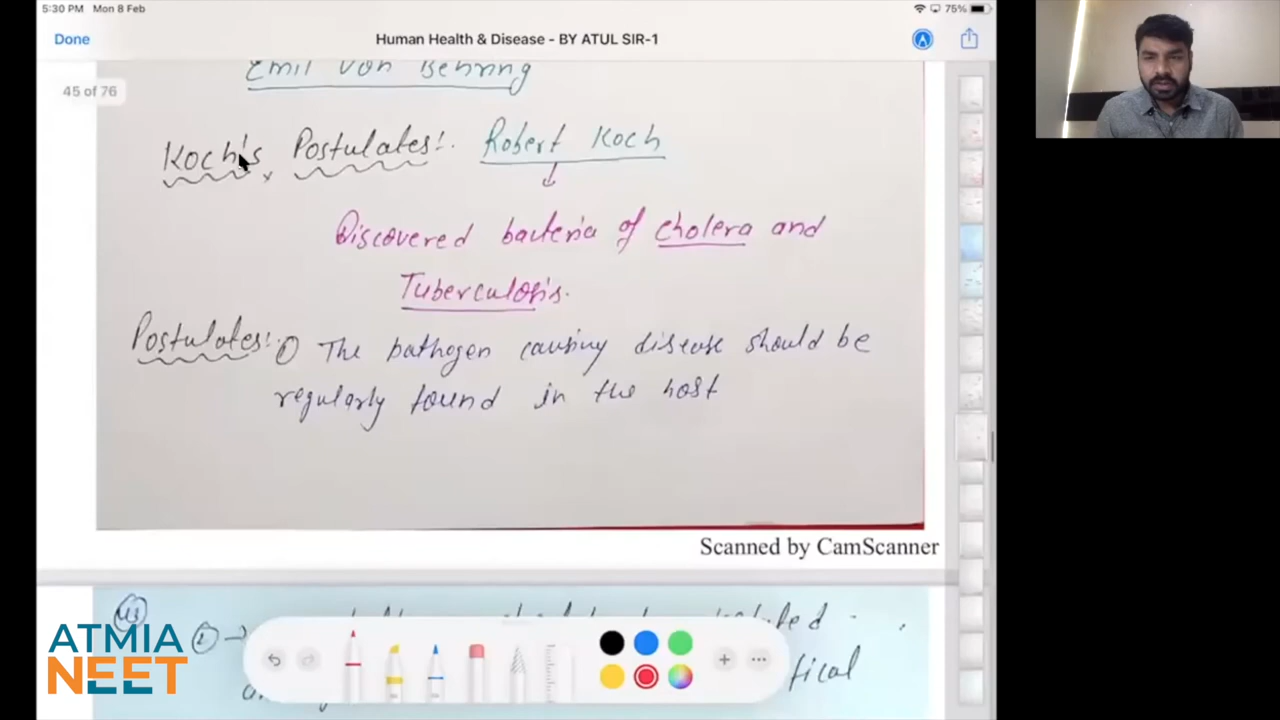 5:30 PM Mon 8 Feb
75%
Done
Human Health & Disease - BY ATUL SIR-1
Emil Von Behring
45 of 76
Koch's Postulates:. Robert Koch
Discovered bacteria of cholera and
Tuberculosis.
Postulates:. ① The pathogen causing disease should be
regularly found in the host
Scanned by CamScanner
②
ATMIA
NEET